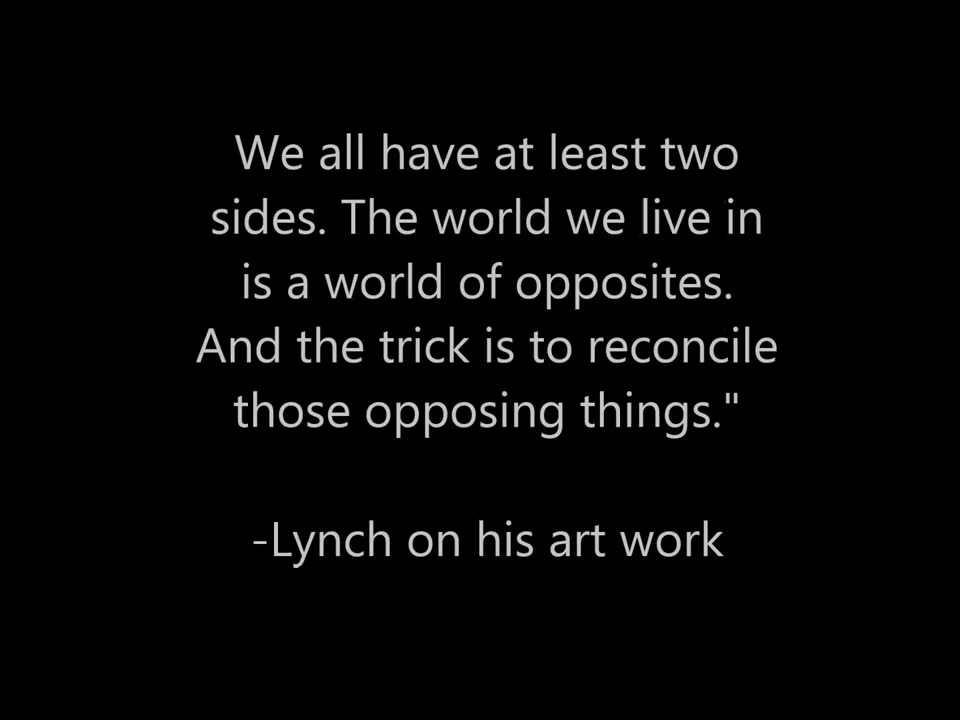 We all have at least two
sides. The world we live in
is a world of opposites.
And the trick is to reconcile
those opposing things."
-Lynch on his art work